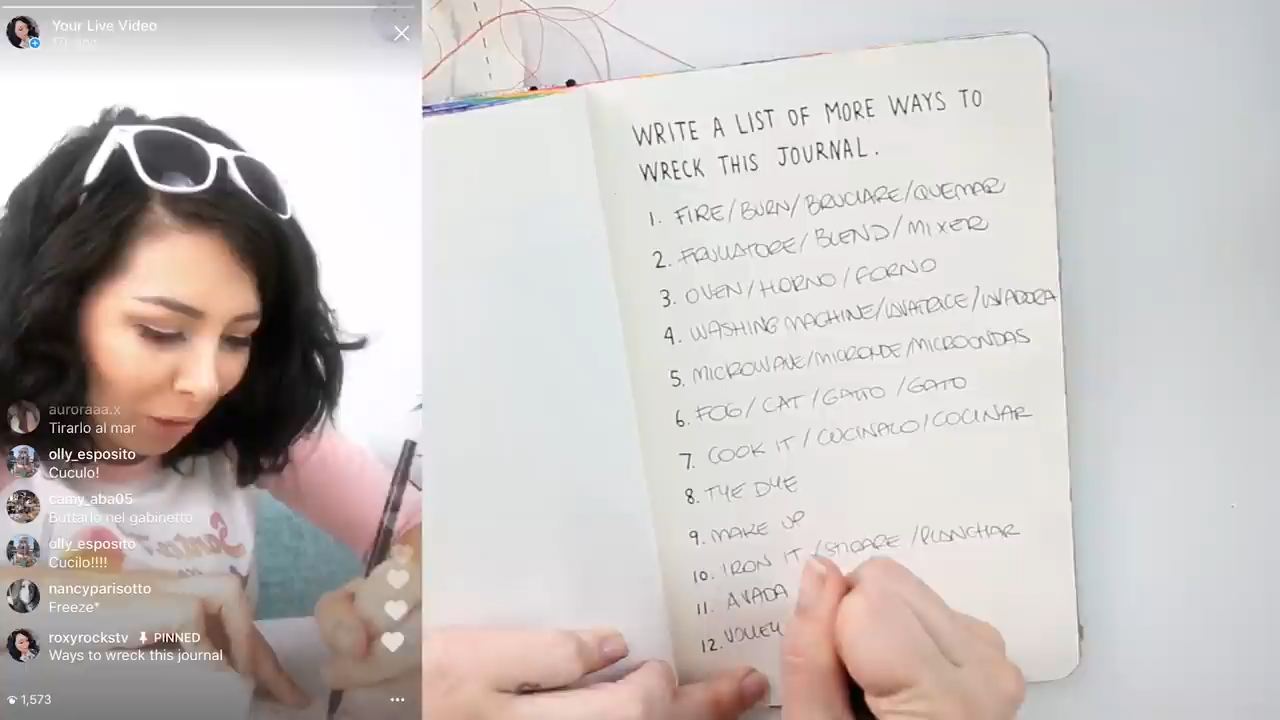 Your Live Video
auroraaa.x
Tirarlo al mar
olly_esposito
Cuculo!
camy_aba05
Buttarlo nel gabinetto
olly_esposito
Cucilo!!!!
nancyparisotto
Freeze*
roxyrockstv PINNED
Ways to wreck this journal
1,573
WRITE A LIST OF MORE WAYS TO
WRECK THIS JOURNAL.
1. FIRE/BURN/BRUCIARE/QUEMAR
2. FRULLATORE/BLEND/MIXER
3. OVEN/HORNO/FORNO
4. WASHING MACHINE/LAVATRICE/LAVADORA
5. MICROWAVE/MICRONDE/MICROONDAS
6. FOG/CAT/GATTO/GATO
7. COOK IT/CUCINALO/COCINAR
8. TYE DYE
9. MAKE UP
10. IRON IT/STIRARE/PLANCHAR
11. AVADA
12. VOLLEY